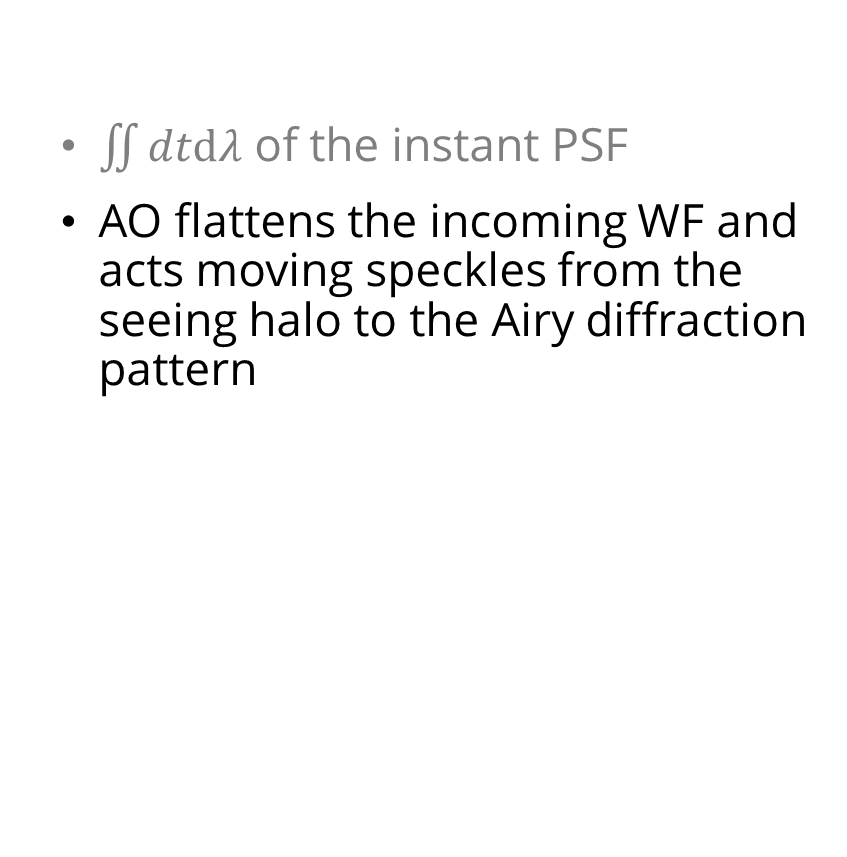 • ∬ 𝑑𝑡d𝜆 of the instant PSF
• AO flattens the incoming WF and
acts moving speckles from the
seeing halo to the Airy diffraction
pattern